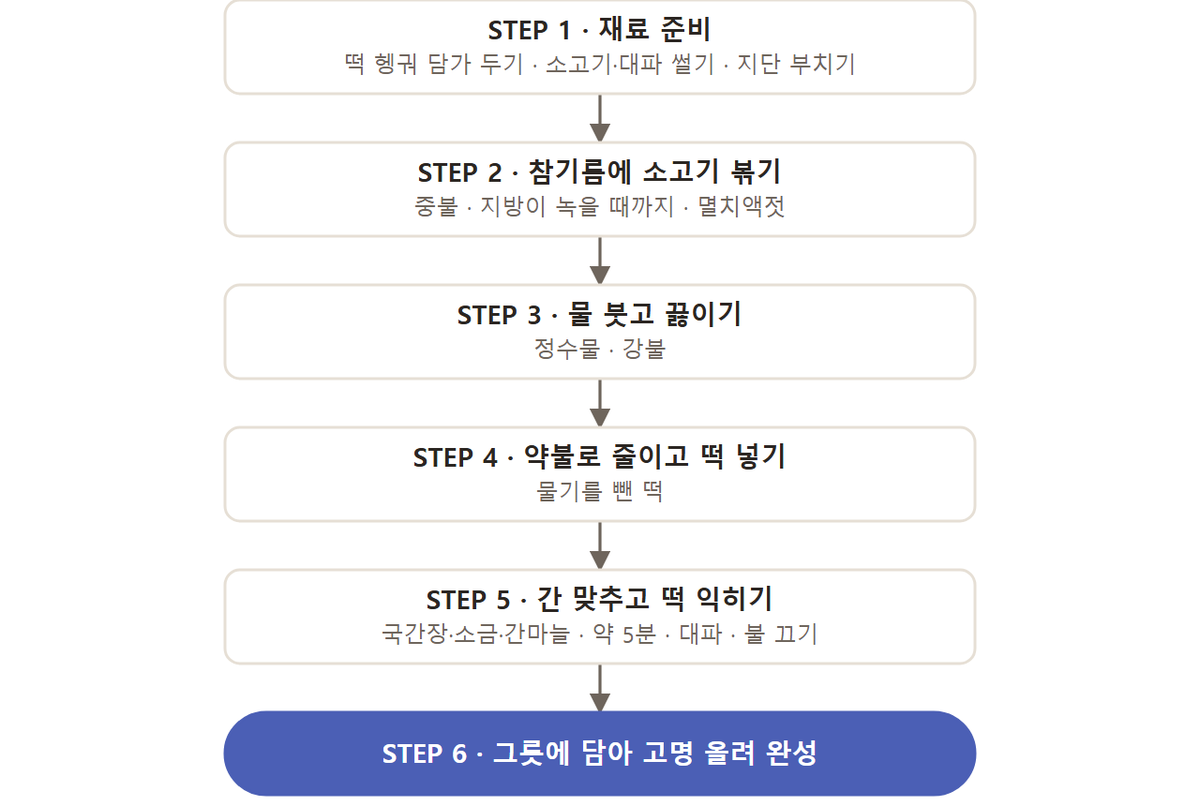 STEP 1 · 재료 준비
떡 헹궈 담가 두기 · 소고기·대파 썰기 · 지단 부치기
STEP 2 · 참기름에 소고기 볶기
중불 · 지방이 녹을 때까지 · 멸치액젓
STEP 3 · 물 붓고 끓이기
정수물 · 강불
STEP 4 · 약불로 줄이고 떡 넣기
물기를 뺀 떡
STEP 5 · 간 맞추고 떡 익히기
국간장·소금·간마늘 · 약 5분 · 대파 · 불 끄기
STEP 6 · 그릇에 담아 고명 올려 완성